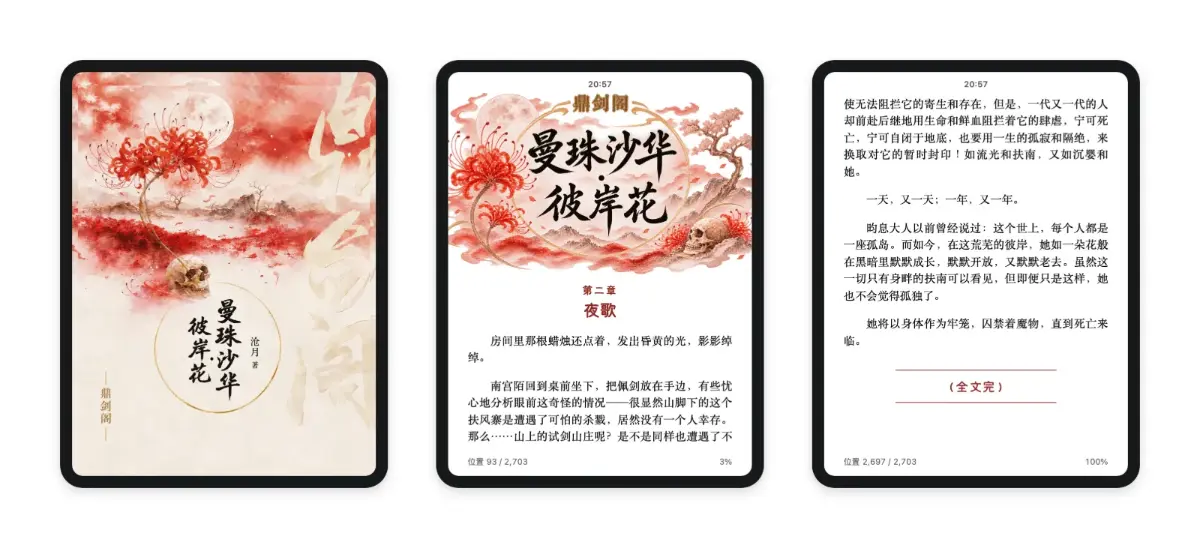 鼎剑阁
曼珠沙华·
彼岸花
沧月 著
鼎剑阁
20:57
鼎剑阁
曼珠沙华·
彼岸花
第二章
夜歌
房间里那根蜡烛还点着，发出昏黄的光，影影绰
绰。
南宫陌回到桌前坐下，把佩剑放在手边，有些忧
心地分析眼前这奇怪的情况——很显然山脚下的这个
扶风寨是遭遇了可怕的杀戮，居然没有一个人幸存。
那么……山上的试剑山庄呢？是不是同样也遭遇了不
位置 93 / 2,703
3%
20:57
使无法阻拦它的寄生和存在，但是，一代又一代的人
却前赴后继地用生命和鲜血阻拦着它的肆虐，宁可死
亡，宁可自闭于地底，也要用一生的孤寂和隔绝，来
换取对它的暂时封印！如流光和扶南，又如沉婴和
她。
一天，又一天；一年，又一年。
昀息大人以前曾经说过：这个世上，每个人都是
一座孤岛。而如今，在这荒芜的彼岸，她如一朵花般
在黑暗里默默成长，默默开放，又默默老去。虽然这
一切只有身畔的扶南可以看见，但即便只是这样，她
也不会觉得孤独了。
她将以身体作为牢笼，囚禁着魔物，直到死亡来
临。
（全文完）
位置 2,697 / 2,703
100%